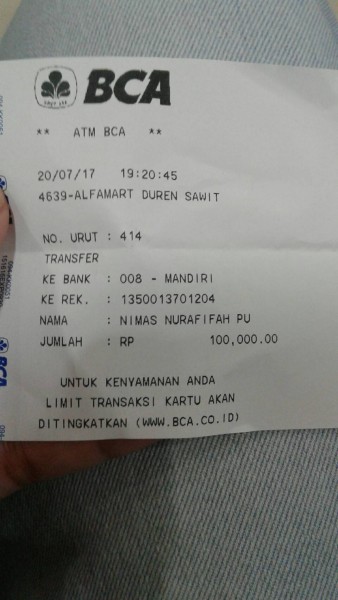 BCA
** ATM BCA **
20/07/17 19:20:45
4639-ALFAMART DUREN SAWIT
NO. URUT : 414
TRANSFER
KE BANK : 008 - MANDIRI
KE REK. : 1350013701204
NAMA : NIMAS NURAFIFAH PU
JUMLAH : RP 100,000.00
UNTUK KENYAMANAN ANDA
LIMIT TRANSAKSI KARTU AKAN
DITINGKATKAN (WWW.BCA.CO.ID)
BCA